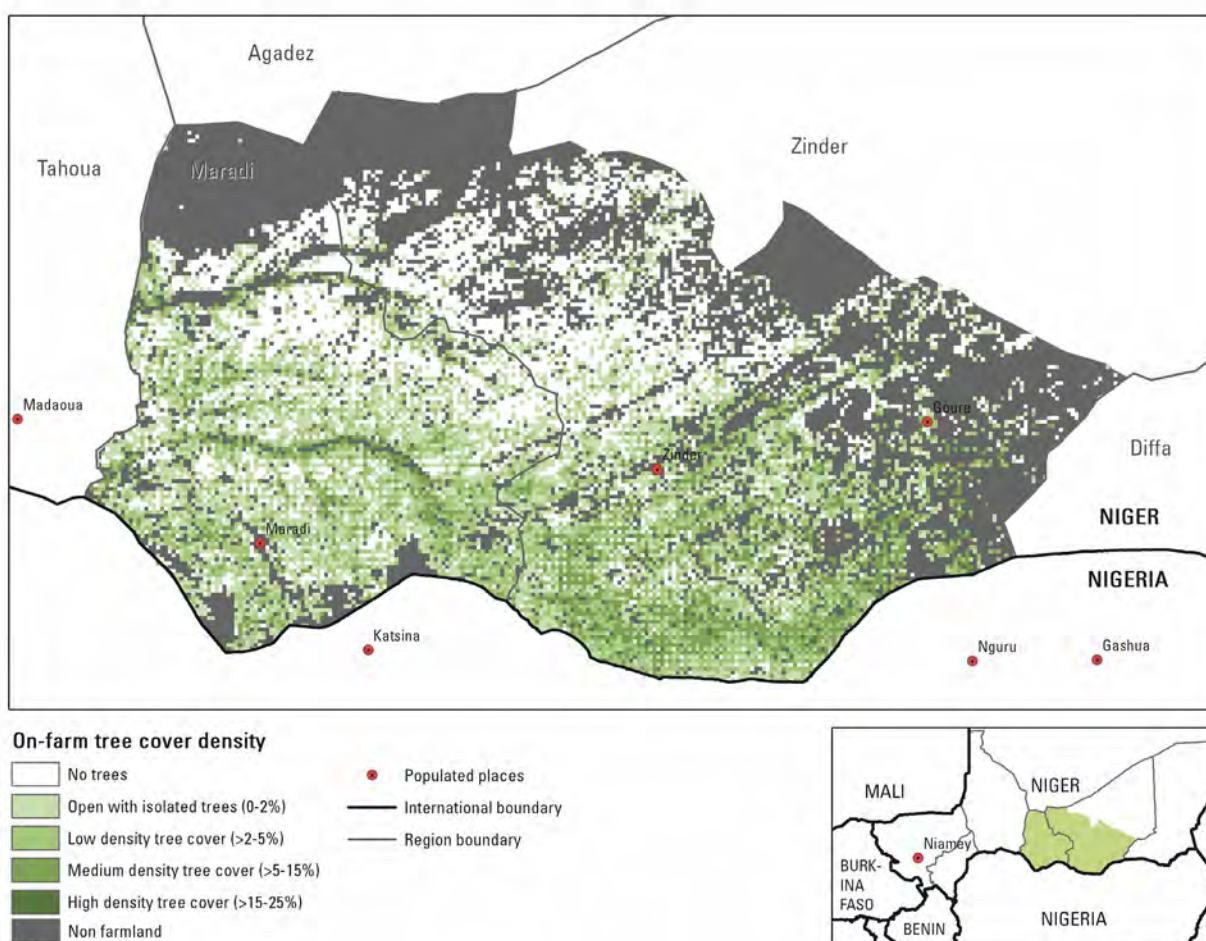 Agadez
Tahoua
Maradi
Zinder
Madaoua
Goure
Zinder
Diffa
Maradi
NIGER
NIGERIA
Katsina
Nguru
Gashua
On-farm tree cover density
No trees
Open with isolated trees (0-2%)
Low density tree cover (>2-5%)
Medium density tree cover (>5-15%)
High density tree cover (>15-25%)
Non farmland
Populated places
International boundary
Region boundary
MALI
NIGER
Niamey
BURK-
INA
FASO
BENIN
NIGERIA